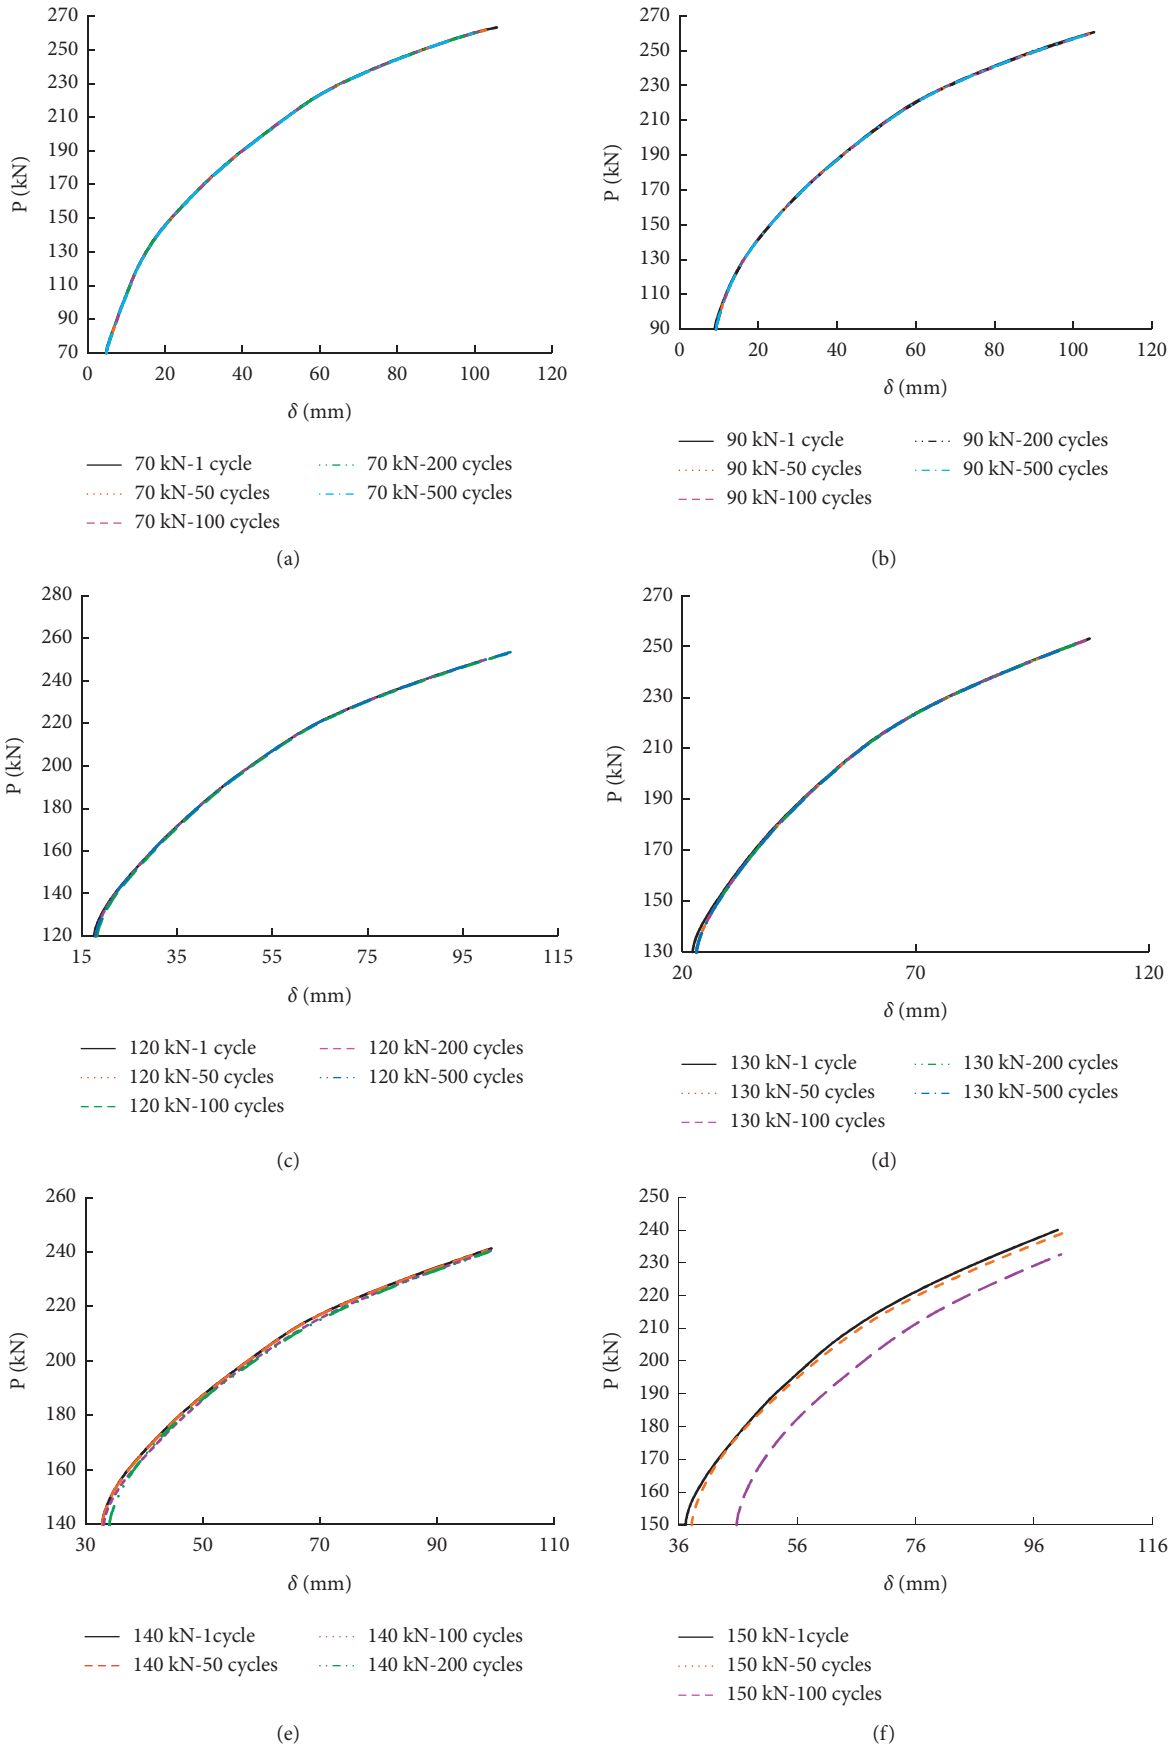 270
250
230
210
190
170
150
130
110
90
70
P (kN)
0 20 40 60 80 100 120
δ (mm)
70 kN-1 cycle
70 kN-50 cycles
70 kN-100 cycles
70 kN-200 cycles
70 kN-500 cycles
(a)
270
250
230
210
190
170
150
130
110
90
P (kN)
0 20 40 60 80 100 120
δ (mm)
90 kN-1 cycle
90 kN-50 cycles
90 kN-100 cycles
90 kN-200 cycles
90 kN-500 cycles
(b)
280
260
240
220
200
180
160
140
120
P (kN)
15 35 55 75 95 115
δ (mm)
120 kN-1 cycle
120 kN-50 cycles
120 kN-100 cycles
120 kN-200 cycles
120 kN-500 cycles
(c)
270
250
230
210
190
170
150
130
P (kN)
20 70 120
δ (mm)
130 kN-1 cycle
130 kN-50 cycles
130 kN-100 cycles
130 kN-200 cycles
130 kN-500 cycles
(d)
260
240
220
200
180
160
140
P (kN)
30 50 70 90 110
δ (mm)
140 kN-1cycle
140 kN-50 cycles
140 kN-100 cycles
140 kN-200 cycles
(e)
250
240
230
220
210
200
190
180
170
160
150
P (kN)
36 56 76 96 116
δ (mm)
150 kN-1cycle
150 kN-50 cycles
150 kN-100 cycles
(f)